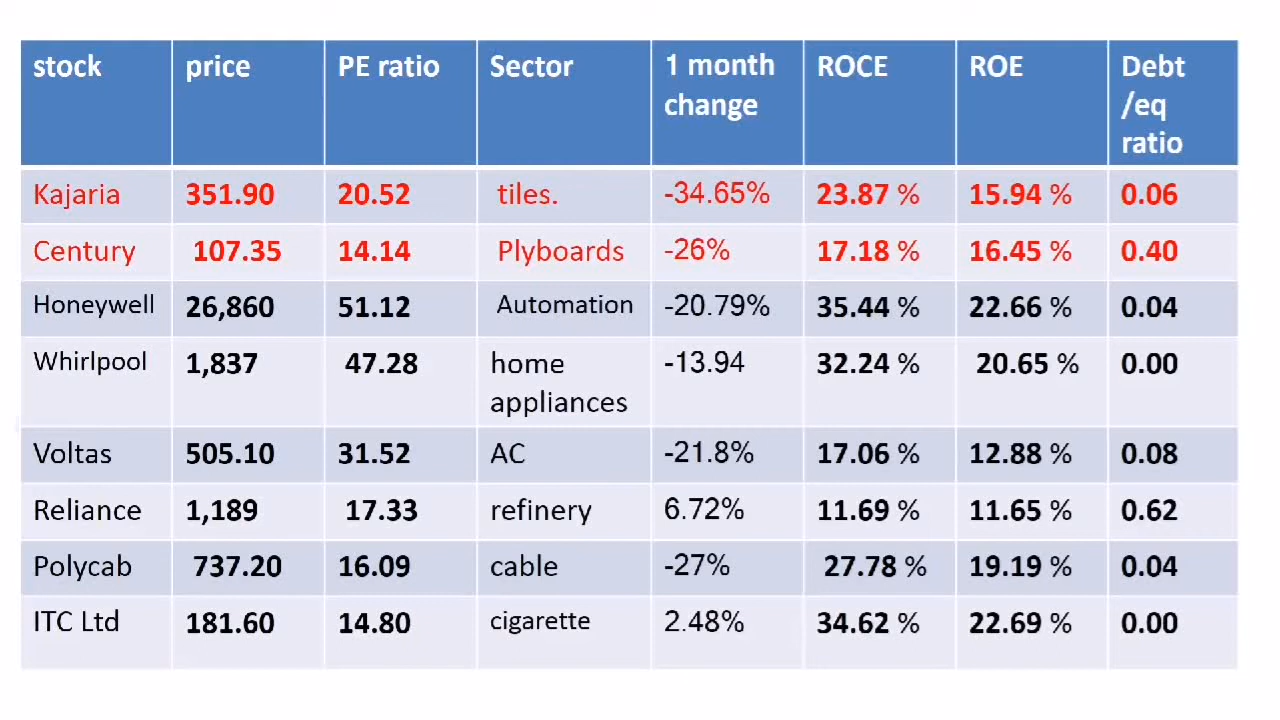 stock price PE ratio Sector 1 month change ROCE ROE Debt /eq ratio
Kajaria 351.90 20.52 tiles. -34.65% 23.87 % 15.94 % 0.06
Century 107.35 14.14 Plyboards -26% 17.18 % 16.45 % 0.40
Honeywell 26,860 51.12 Automation -20.79% 35.44 % 22.66 % 0.04
Whirlpool 1,837 47.28 home appliances -13.94 32.24 % 20.65 % 0.00
Voltas 505.10 31.52 AC -21.8% 17.06 % 12.88 % 0.08
Reliance 1,189 17.33 refinery 6.72% 11.69 % 11.65 % 0.62
Polycab 737.20 16.09 cable -27% 27.78 % 19.19 % 0.04
ITC Ltd 181.60 14.80 cigarette 2.48% 34.62 % 22.69 % 0.00